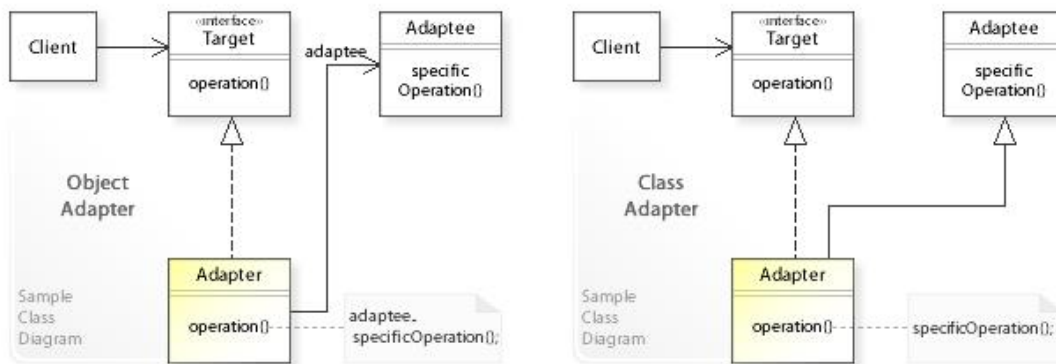 Client
«interface»
Target
operation()
adaptee
Adaptee
specific
Operation()
Object
Adapter
Adapter
operation()
adaptee.
specificOperation();
Sample
Class
Diagram
Client
«interface»
Target
operation()
Adaptee
specific
Operation()
Class
Adapter
Adapter
operation()
specificOperation();
Sample
Class
Diagram